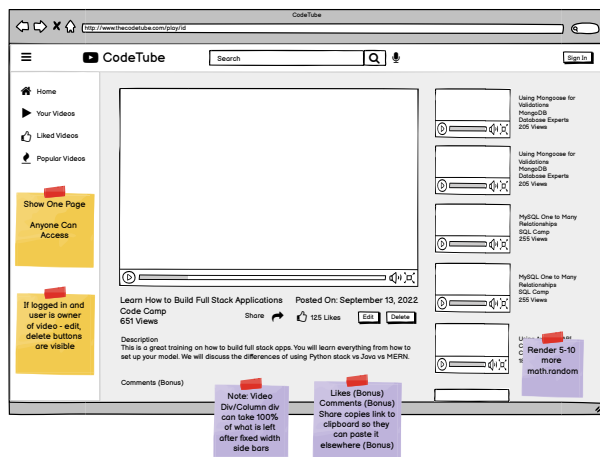 CodeTube
http://www.thecodetube.com/play/id
CodeTube
Search
Sign In
Home
Your Videos
Liked Videos
Popular Videos
Show One Page
Anyone Can
Access
If logged in and
user is owner
of video - edit,
delete buttons
are visible
Learn How to Build Full Stack Applications
Code Camp
651 Views
Posted On: September 13, 2022
Share
125 Likes
Edit
Delete
Description
This is a great training on how to build full stack apps. You will learn everything from how to
set up your model. We will discuss the differences of using Python stack vs Java vs MERN.
Comments (Bonus)
Using Mongoose for
Validations
MongoDB
Database Experts
205 Views
Using Mongoose for
Validations
MongoDB
Database Experts
205 Views
MySQL One to Many
Relationships
SQL Camp
255 Views
MySQL One to Many
Relationships
SQL Camp
255 Views
Render 5-10
more
math.random
Note: Video
Div/Column div
can take 100%
of what is left
after fixed width
side bars
Likes (Bonus)
Comments (Bonus)
Share copies link to
clipboard so they
can paste it
elsewhere (Bonus)